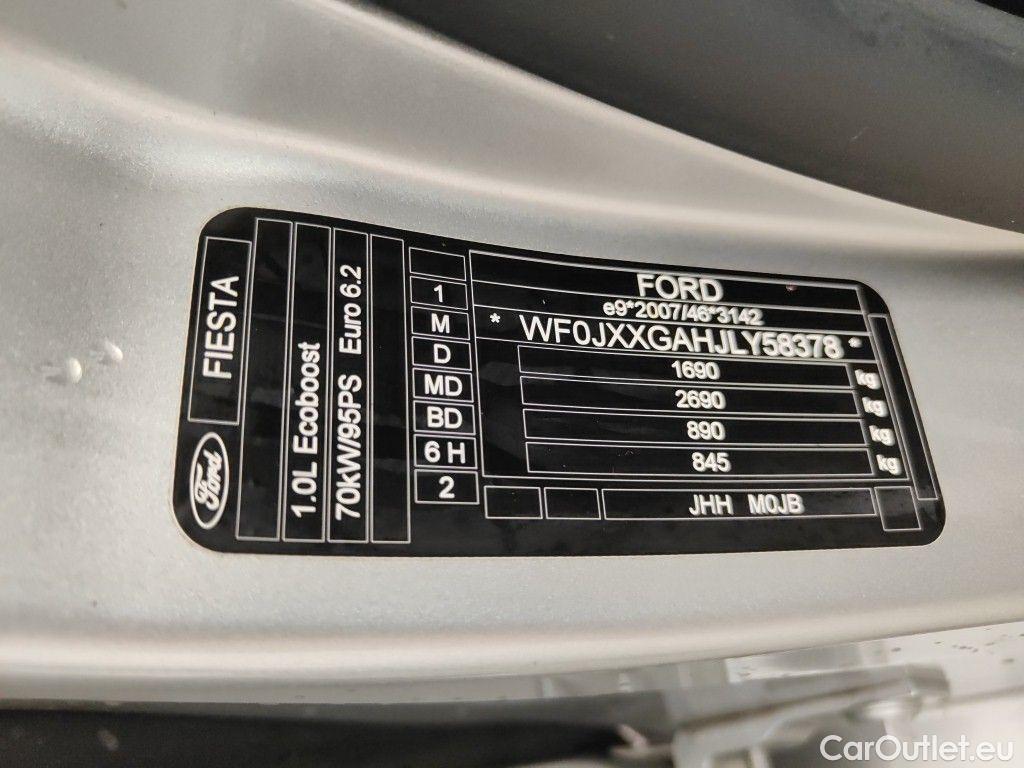 FORD
e9*2007/46*3142
* WF0JXXGAHJLY58378 *
1690 kg
2690 kg
890 kg
845 kg
JHH M0JB
1
M
D
MD
BD
6 H
2
FIESTA
Ford
1.0L Ecoboost
70kW/95PS Euro 6.2
CarOutlet.eu